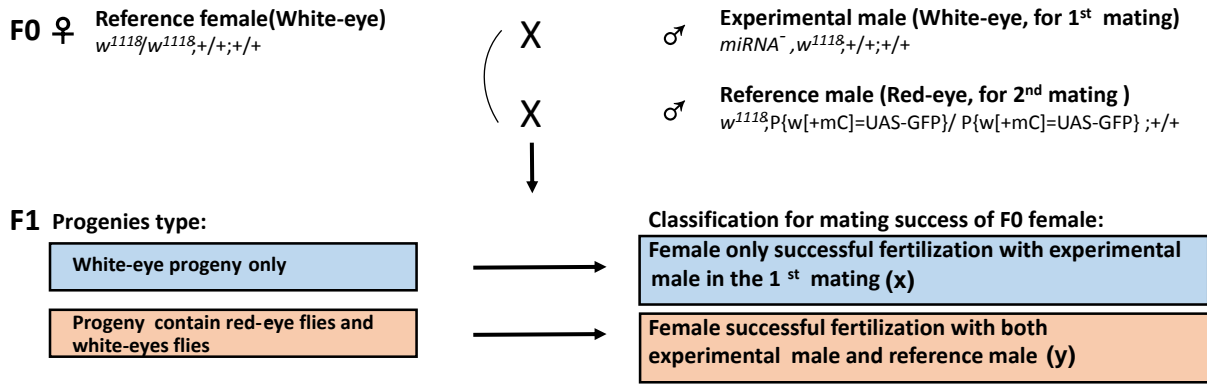 F0 ♀ Reference female(White-eye)
w1118/w1118;+/+;+/+
X
♂ Experimental male (White-eye, for 1st mating)
miRNA- ,w1118;+/+;+/+
X
♂ Reference male (Red-eye, for 2nd mating )
w1118;P{w[+mC]=UAS-GFP}/ P{w[+mC]=UAS-GFP} ;+/+
F1 Progenies type:
Classification for mating success of F0 female:
White-eye progeny only
Female only successful fertilization with experimental
male in the 1 st mating (x)
Progeny contain red-eye flies and
white-eyes flies
Female successful fertilization with both
experimental male and reference male (y)